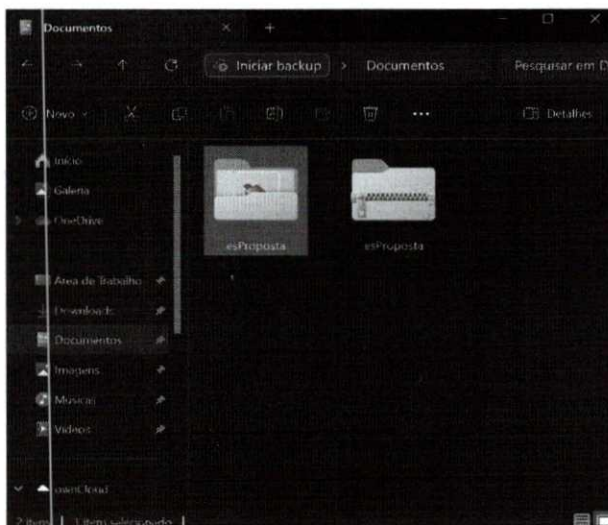 Documentos
Iniciar backup > Documentos Pesquisar em D
Novo Detalhes
Início
Galeria
OneDrive
esProposta esProposta
Área de Trabalho
Downloads
Documentos
Imagens
Músicas
Vídeos
ownCloud
2 itens 1 item selecionado